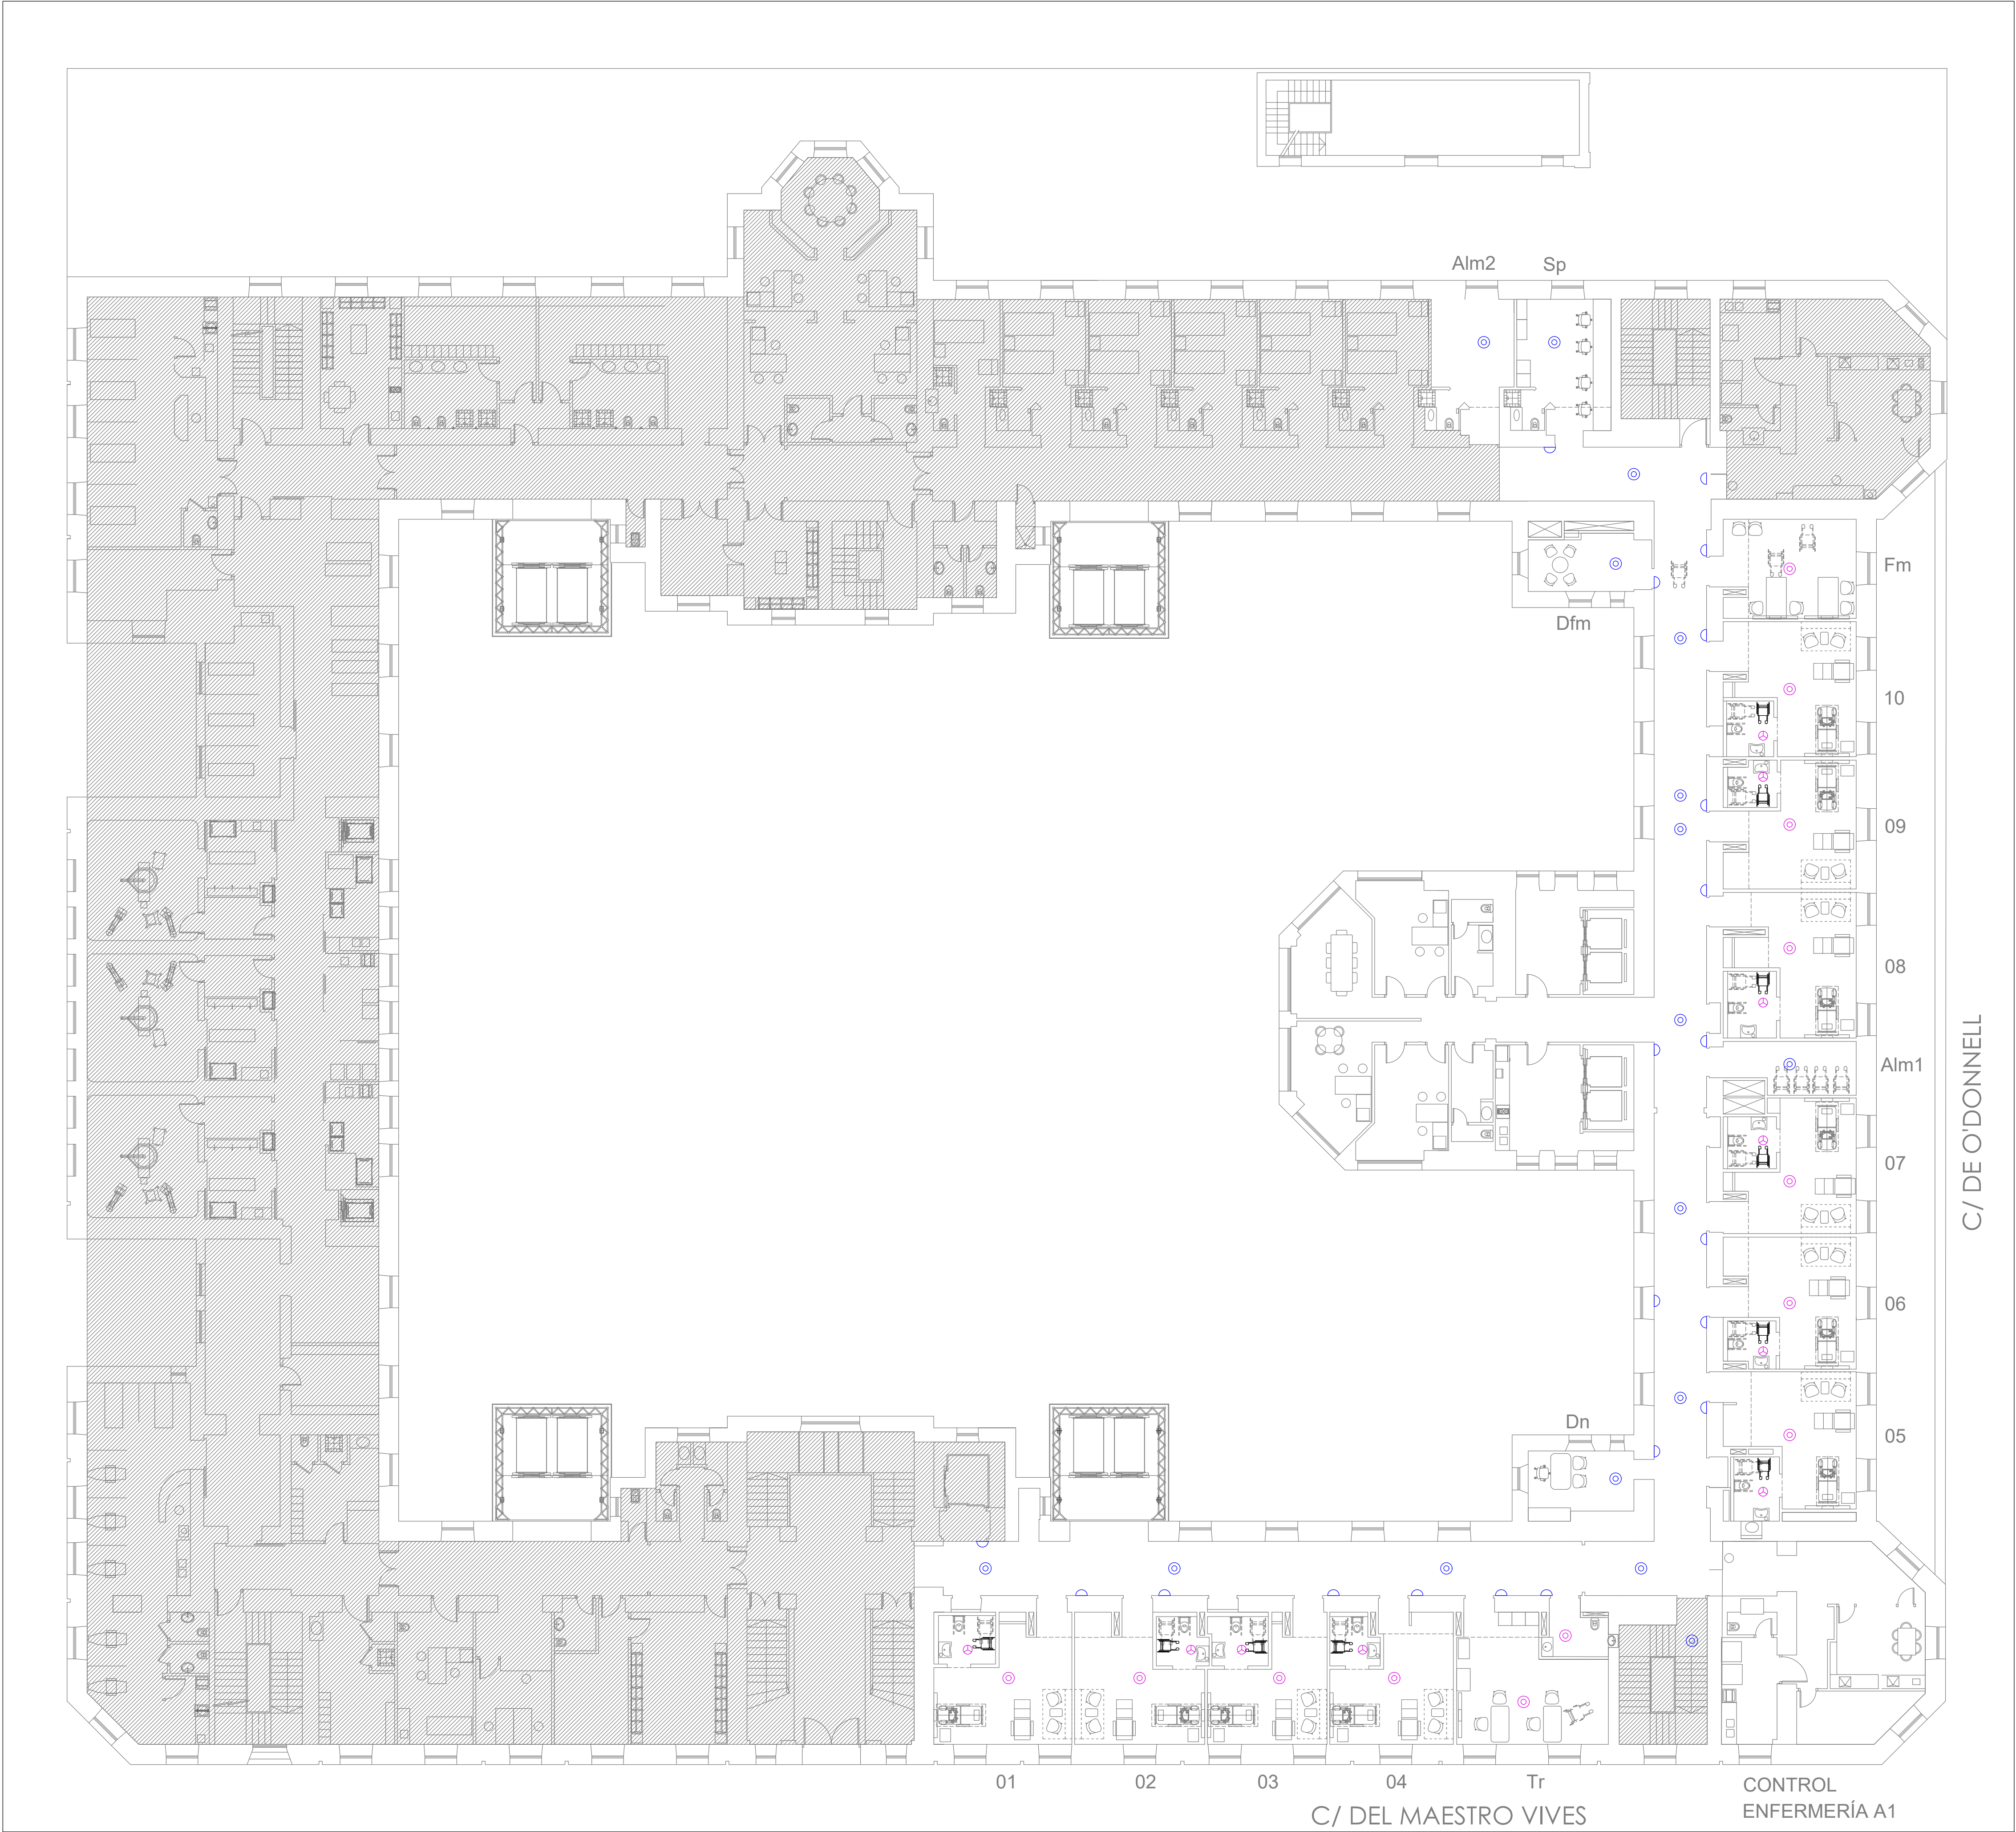 Alm2
Sp
Fm
Dfm
10
09
08
Alm1
07
06
05
Dn
C/ DE O'DONNELL
01
02
03
04
Tr
CONTROL
ENFERMERÍA A1
C/ DEL MAESTRO VIVES